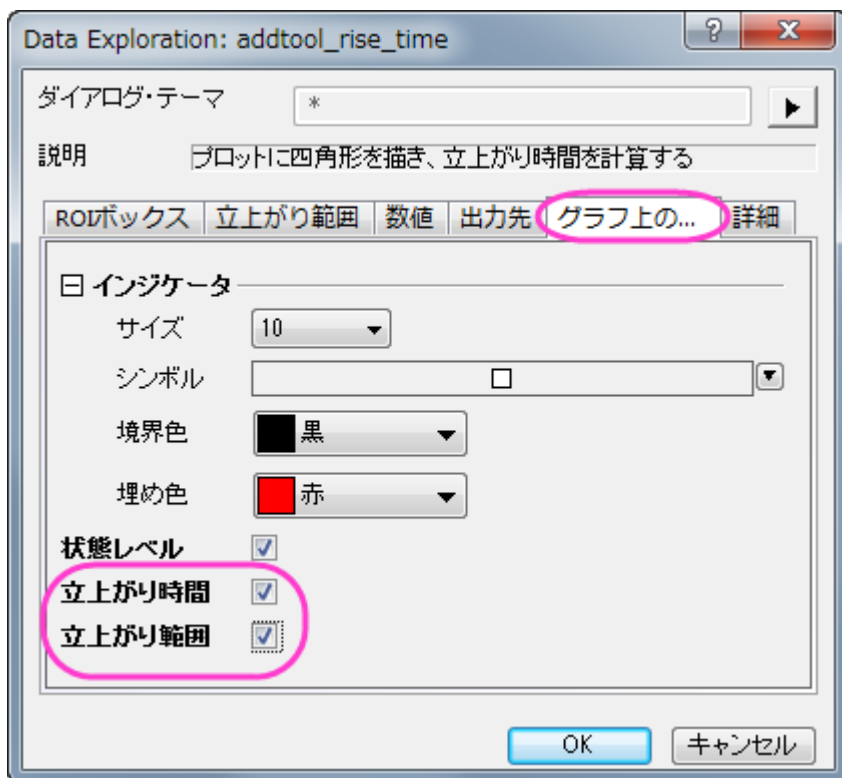 Data Exploration: addtool_rise_time
ダイアログ・テーマ *
説明 プロットに四角形を描き、立上がり時間を計算する
ROIボックス 立上がり範囲 数値 出力先 グラフ上の... 詳細
インジケータ
サイズ 10
シンボル
境界色 黒
埋め色 赤
状態レベル
立上がり時間
立上がり範囲
OK キャンセル